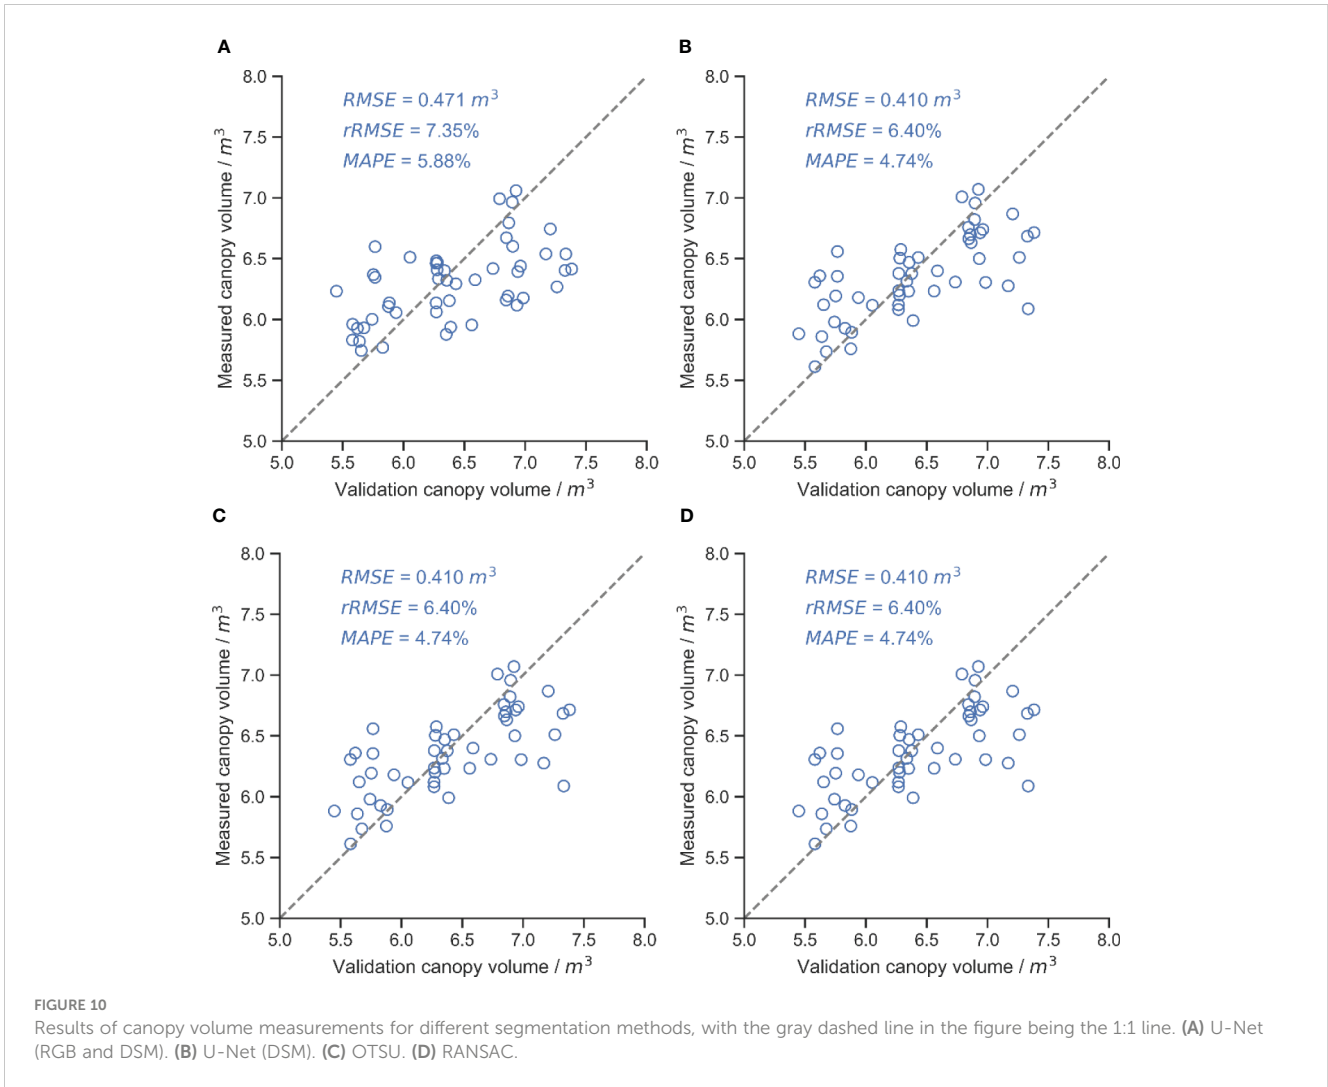 A
RMSE = 0.471 m³
rRMSE = 7.35%
MAPE = 5.88%
Measured canopy volume / m³
8.0
7.5
7.0
6.5
6.0
5.5
5.0
5.0 5.5 6.0 6.5 7.0 7.5 8.0
Validation canopy volume / m³
B
RMSE = 0.410 m³
rRMSE = 6.40%
MAPE = 4.74%
Measured canopy volume / m³
8.0
7.5
7.0
6.5
6.0
5.5
5.0
5.0 5.5 6.0 6.5 7.0 7.5 8.0
Validation canopy volume / m³
C
RMSE = 0.410 m³
rRMSE = 6.40%
MAPE = 4.74%
Measured canopy volume / m³
8.0
7.5
7.0
6.5
6.0
5.5
5.0
5.0 5.5 6.0 6.5 7.0 7.5 8.0
Validation canopy volume / m³
D
RMSE = 0.410 m³
rRMSE = 6.40%
MAPE = 4.74%
Measured canopy volume / m³
8.0
7.5
7.0
6.5
6.0
5.5
5.0
5.0 5.5 6.0 6.5 7.0 7.5 8.0
Validation canopy volume / m³
FIGURE 10
Results of canopy volume measurements for different segmentation methods, with the gray dashed line in the figure being the 1:1 line. (A) U-Net
(RGB and DSM). (B) U-Net (DSM). (C) OTSU. (D) RANSAC.